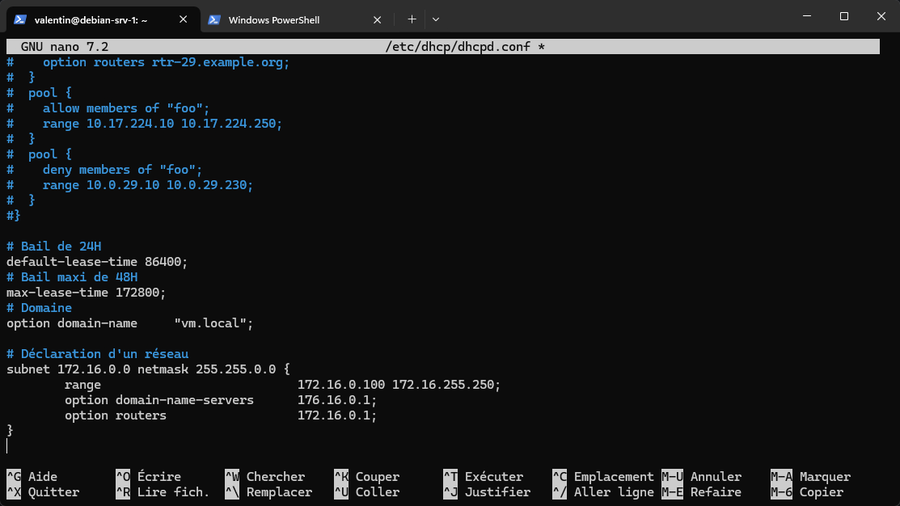 valentin@debian-srv-1: ~
Windows PowerShell
GNU nano 7.2 /etc/dhcp/dhcpd.conf *
#    option routers rtr-29.example.org;
#  }
#  pool {
#    allow members of "foo";
#    range 10.17.224.10 10.17.224.250;
#  }
#  pool {
#    deny members of "foo";
#    range 10.0.29.10 10.0.29.230;
#  }
#}
# Bail de 24H
default-lease-time 86400;
# Bail maxi de 48H
max-lease-time 172800;
# Domaine
option domain-name     "vm.local";
# Déclaration d'un réseau
subnet 172.16.0.0 netmask 255.255.0.0 {
        range                           172.16.0.100 172.16.255.250;
        option domain-name-servers      176.16.0.1;
        option routers                  172.16.0.1;
}
^G Aide ^O Écrire ^W Chercher ^K Couper ^T Exécuter ^C Emplacement M-U Annuler M-A Marquer
^X Quitter ^R Lire fich. ^\ Remplacer ^U Coller ^J Justifier ^/ Aller ligne M-E Refaire M-6 Copier